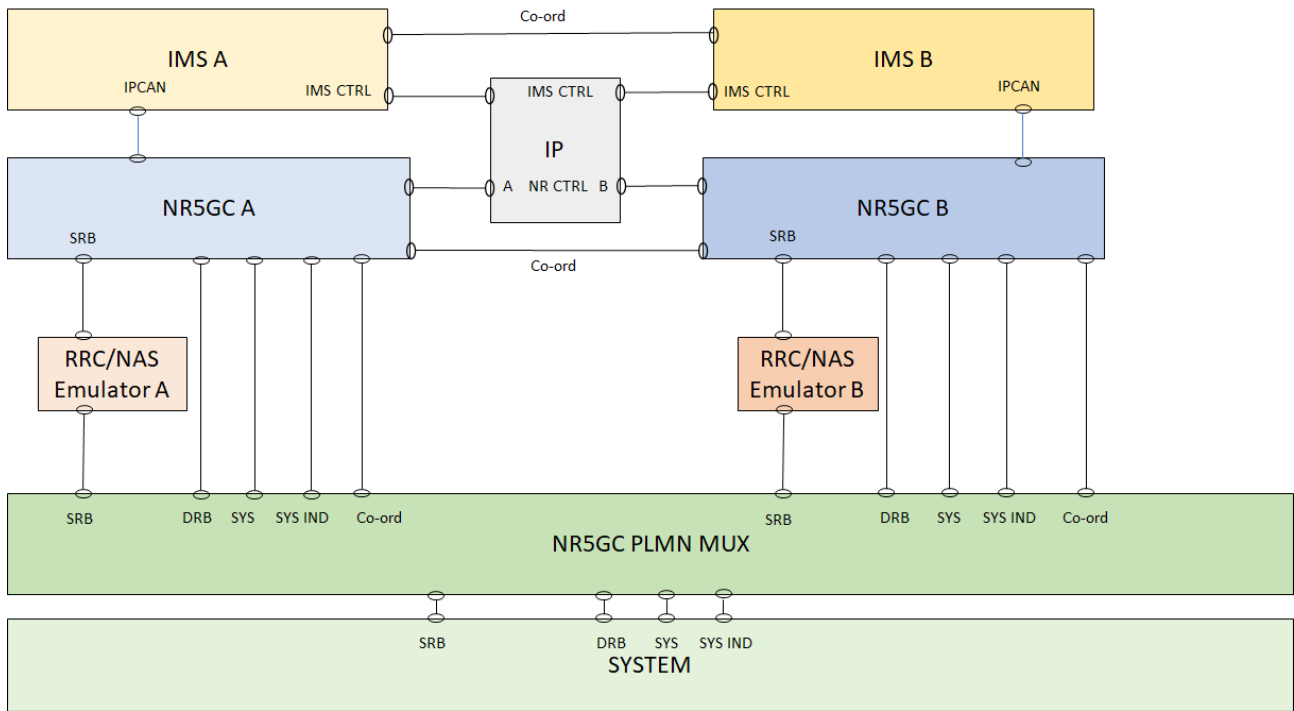 Co-ord
IMS A
IMS B
IPCAN
IMS CTRL
IMS CTRL
IMS CTRL
IPCAN
IP
A NR CTRL B
NR5GC A
NR5GC B
SRB
SRB
Co-ord
RRC/NAS
Emulator A
RRC/NAS
Emulator B
SRB DRB SYS SYS IND Co-ord
SRB DRB SYS SYS IND Co-ord
NR5GC PLMN MUX
SRB DRB SYS SYS IND
SYSTEM